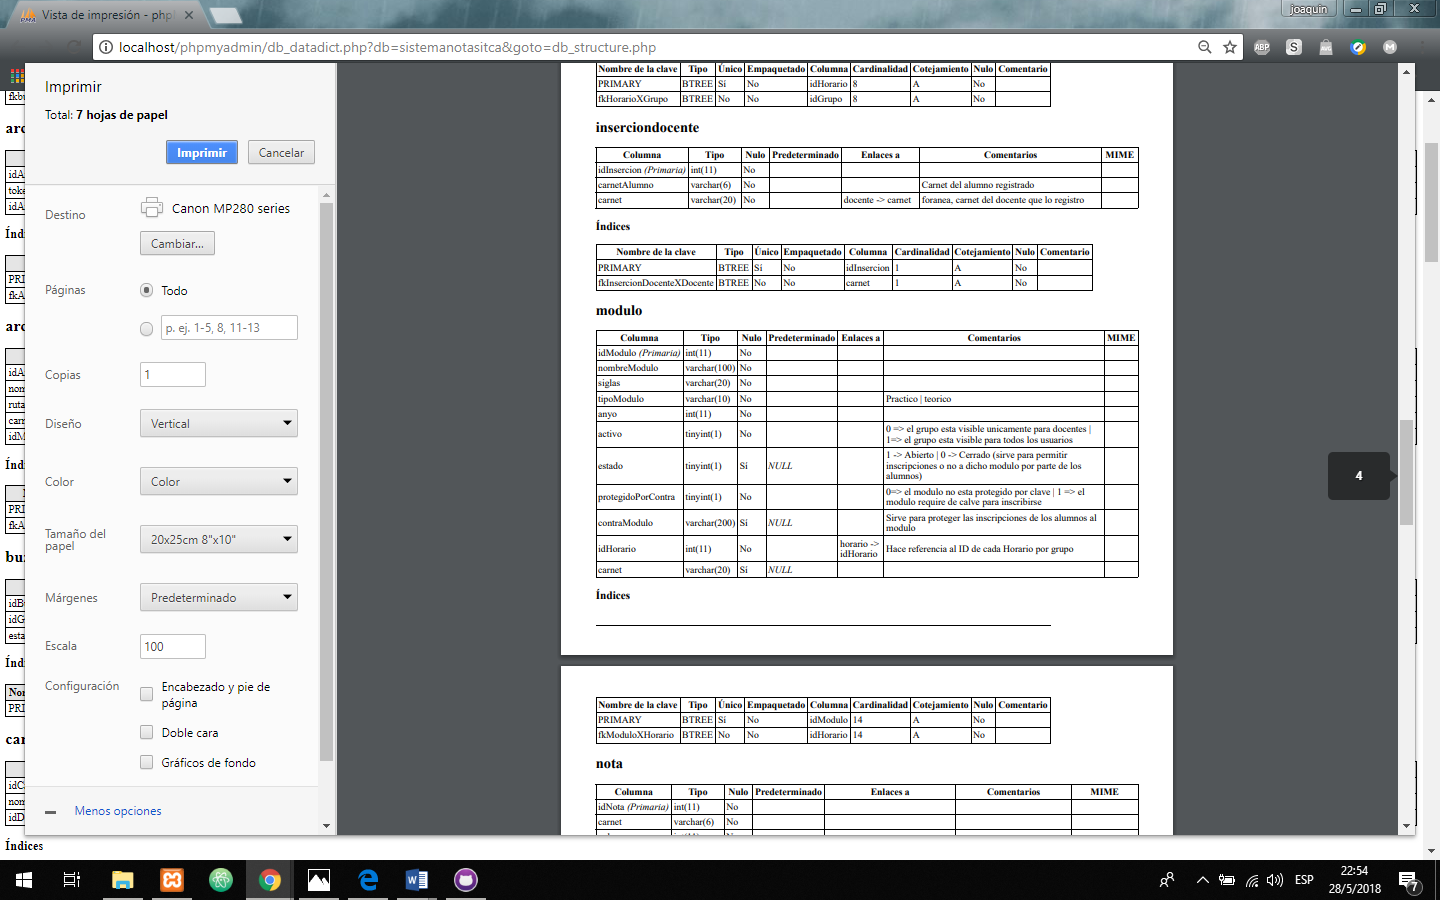 Vista de impresión - php
joaquin
localhost/phpmyadmin/db_datadict.php?db=sistemanotasitca&goto=db_structure.php
Imprimir
Total: 7 hojas de papel
Imprimir Cancelar
Destino Canon MP280 series
Cambiar...
Páginas Todo
p. ej. 1-5, 8, 11-13
Copias 1
Diseño Vertical
Color Color
Tamaño del papel 20x25cm 8"x10"
Márgenes Predeterminado
Escala 100
Configuración Encabezado y pie de página
Doble cara
Gráficos de fondo
Menos opciones
Índices
Nombre de la clave Tipo Único Empaquetado Columna Cardinalidad Cotejamiento Nulo Comentario
PRIMARY BTREE Sí No idHorario 8 A No
fkHorarioXGrupo BTREE No No idGrupo 8 A No
inserciondocente
Columna Tipo Nulo Predeterminado Enlaces a Comentarios MIME
idInsercion (Primaria) int(11) No
carnetAlumno varchar(6) No Carnet del alumno registrado
carnet varchar(20) No docente -> carnet foranea, carnet del docente que lo registro
Índices
Nombre de la clave Tipo Único Empaquetado Columna Cardinalidad Cotejamiento Nulo Comentario
PRIMARY BTREE Sí No idInsercion 1 A No
fkInsercionDocenteXDocente BTREE No No carnet 1 A No
modulo
Columna Tipo Nulo Predeterminado Enlaces a Comentarios MIME
idModulo (Primaria) int(11) No
nombreModulo varchar(100) No
siglas varchar(20) No
tipoModulo varchar(10) No Practico | teorico
anyo int(11) No
activo tinyint(1) No 0 => el grupo esta visible unicamente para docentes | 1=> el grupo esta visible para todos los usuarios
estado tinyint(1) Sí NULL 1 -> Abierto | 0 -> Cerrado (sirve para permitir inscripciones o no a dicho modulo por parte de los alumnos)
protegidoPorContra tinyint(1) No 0=> el modulo no esta protegido por clave | 1 => el modulo require de calve para inscribirse
contraModulo varchar(200) Sí NULL Sirve para proteger las inscripciones de los alumnos al modulo
idHorario int(11) No horario -> idHorario Hace referencia al ID de cada Horario por grupo
carnet varchar(20) Sí NULL
Índices
4
Nombre de la clave Tipo Único Empaquetado Columna Cardinalidad Cotejamiento Nulo Comentario
PRIMARY BTREE Sí No idModulo 14 A No
fkModuloXHorario BTREE No No idHorario 14 A No
nota
Columna Tipo Nulo Predeterminado Enlaces a Comentarios MIME
idNota (Primaria) int(11) No
carnet varchar(6) No
ESP
22:54
28/5/2018
7